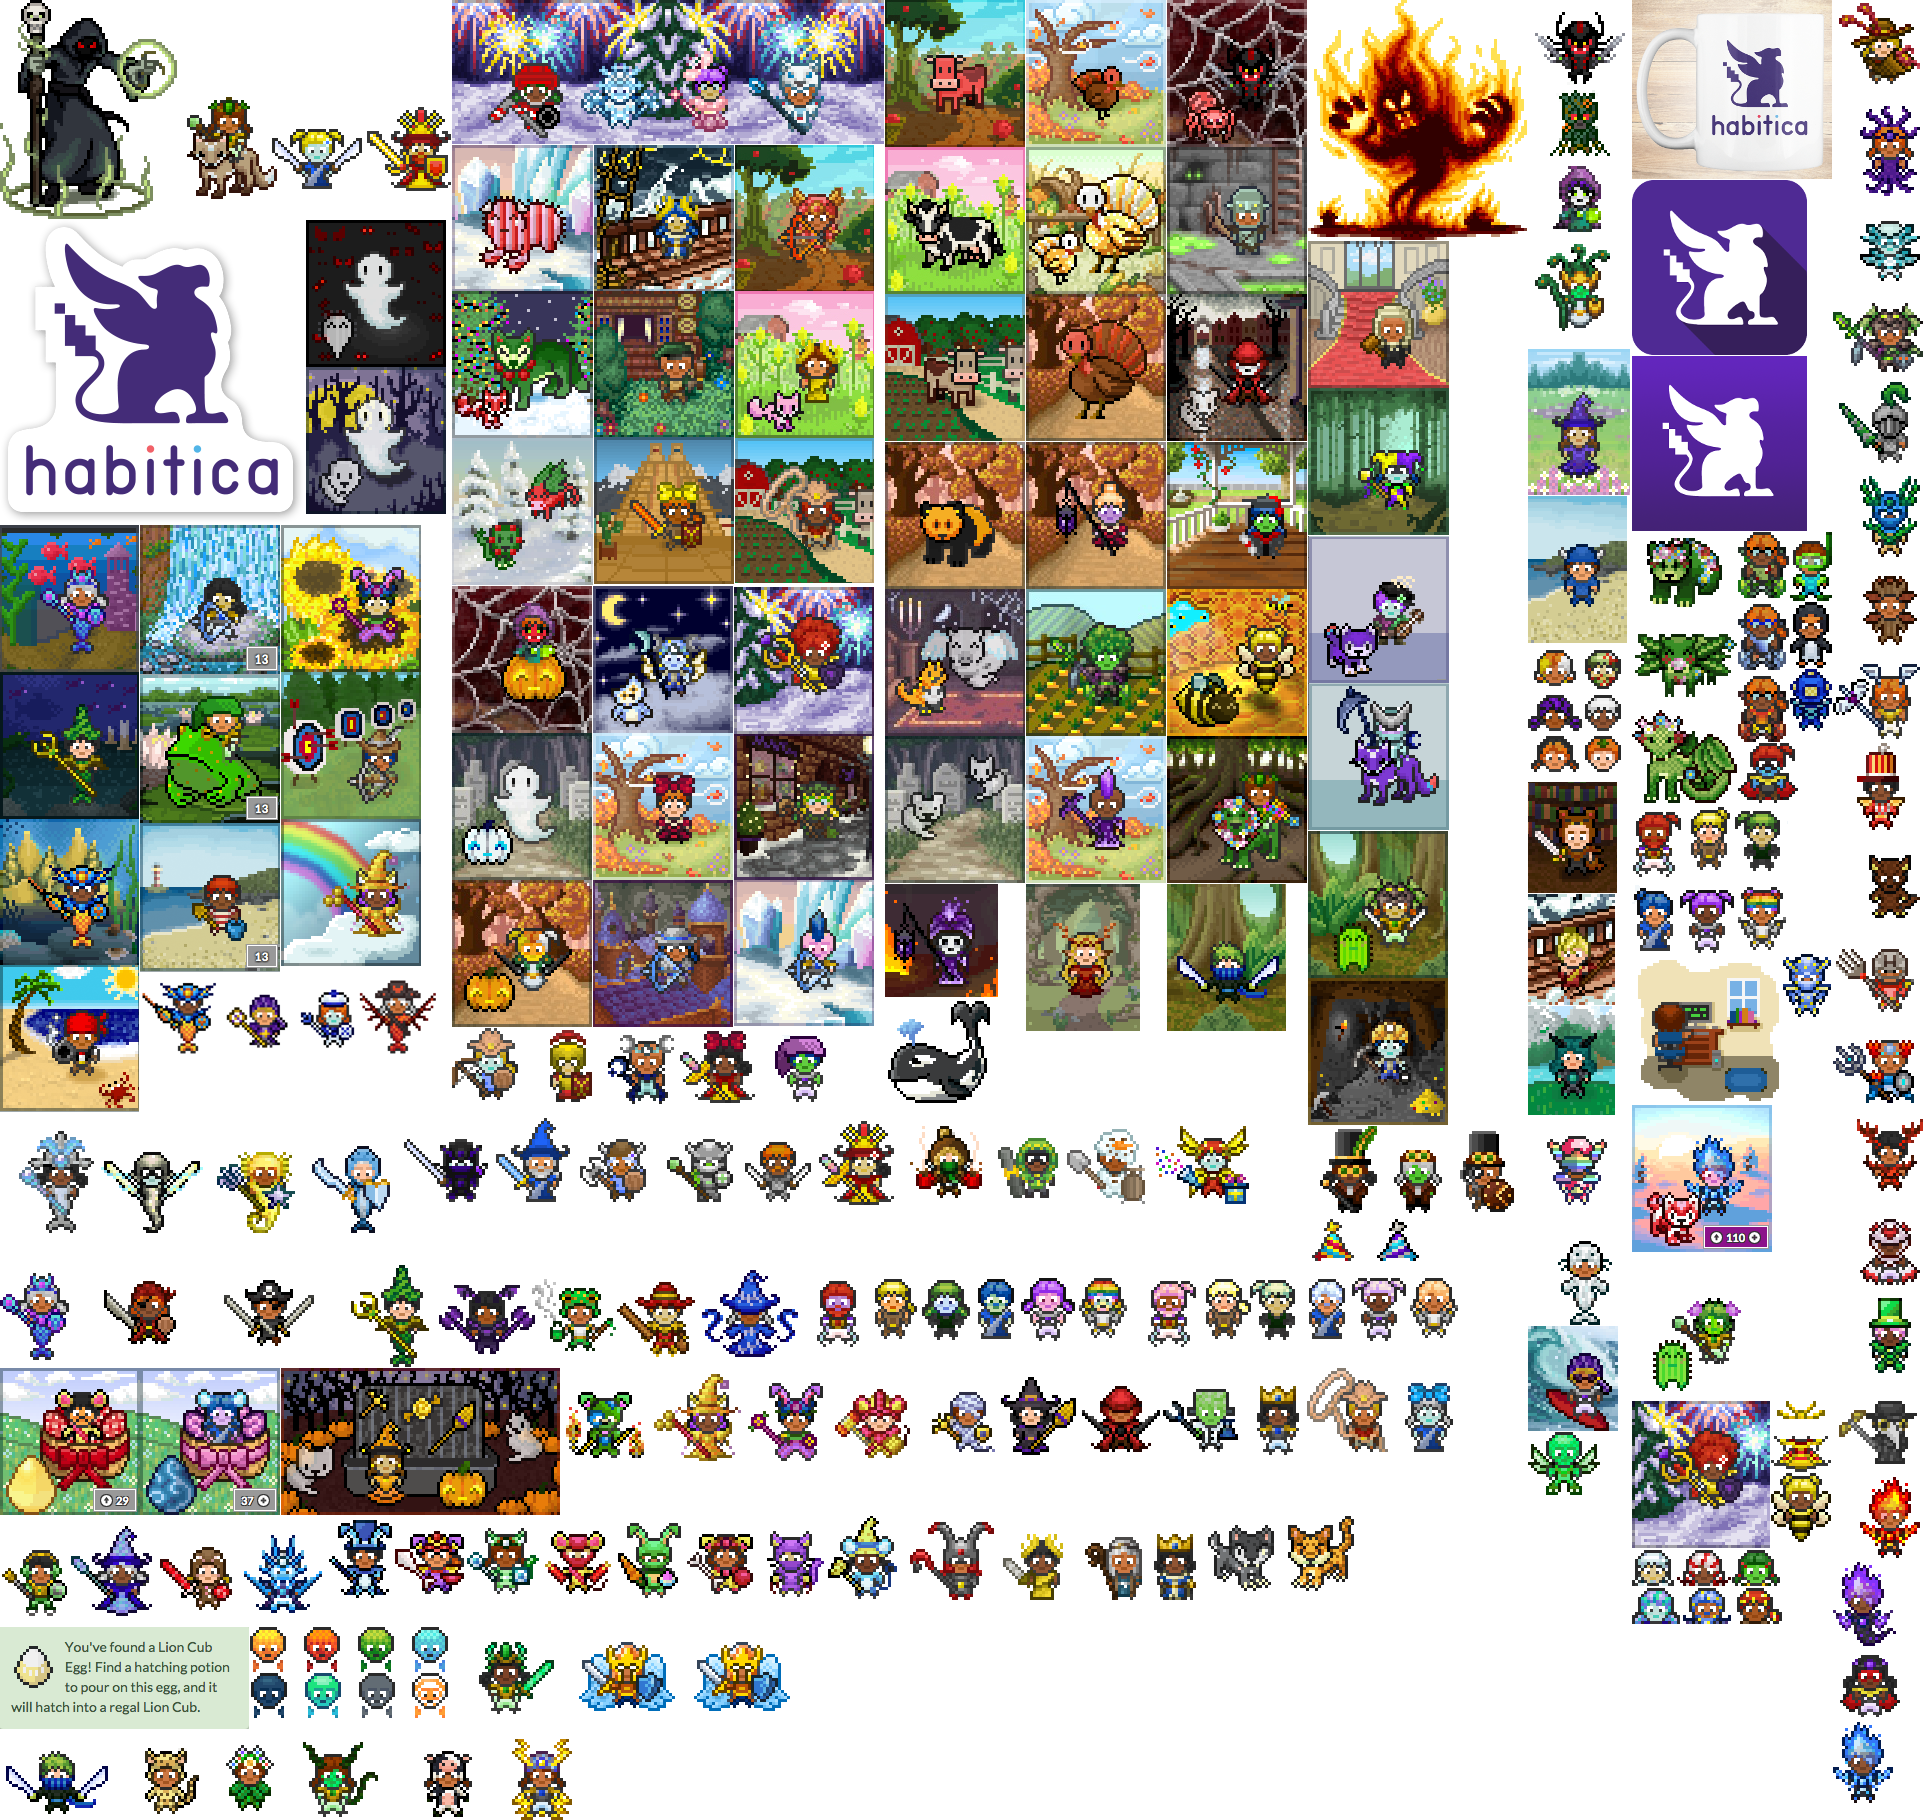 habitica
habitica
13
13
13
110
29
37
You've found a Lion Cub
Egg! Find a hatching potion
to pour on this egg, and it
will hatch into a regal Lion Cub.